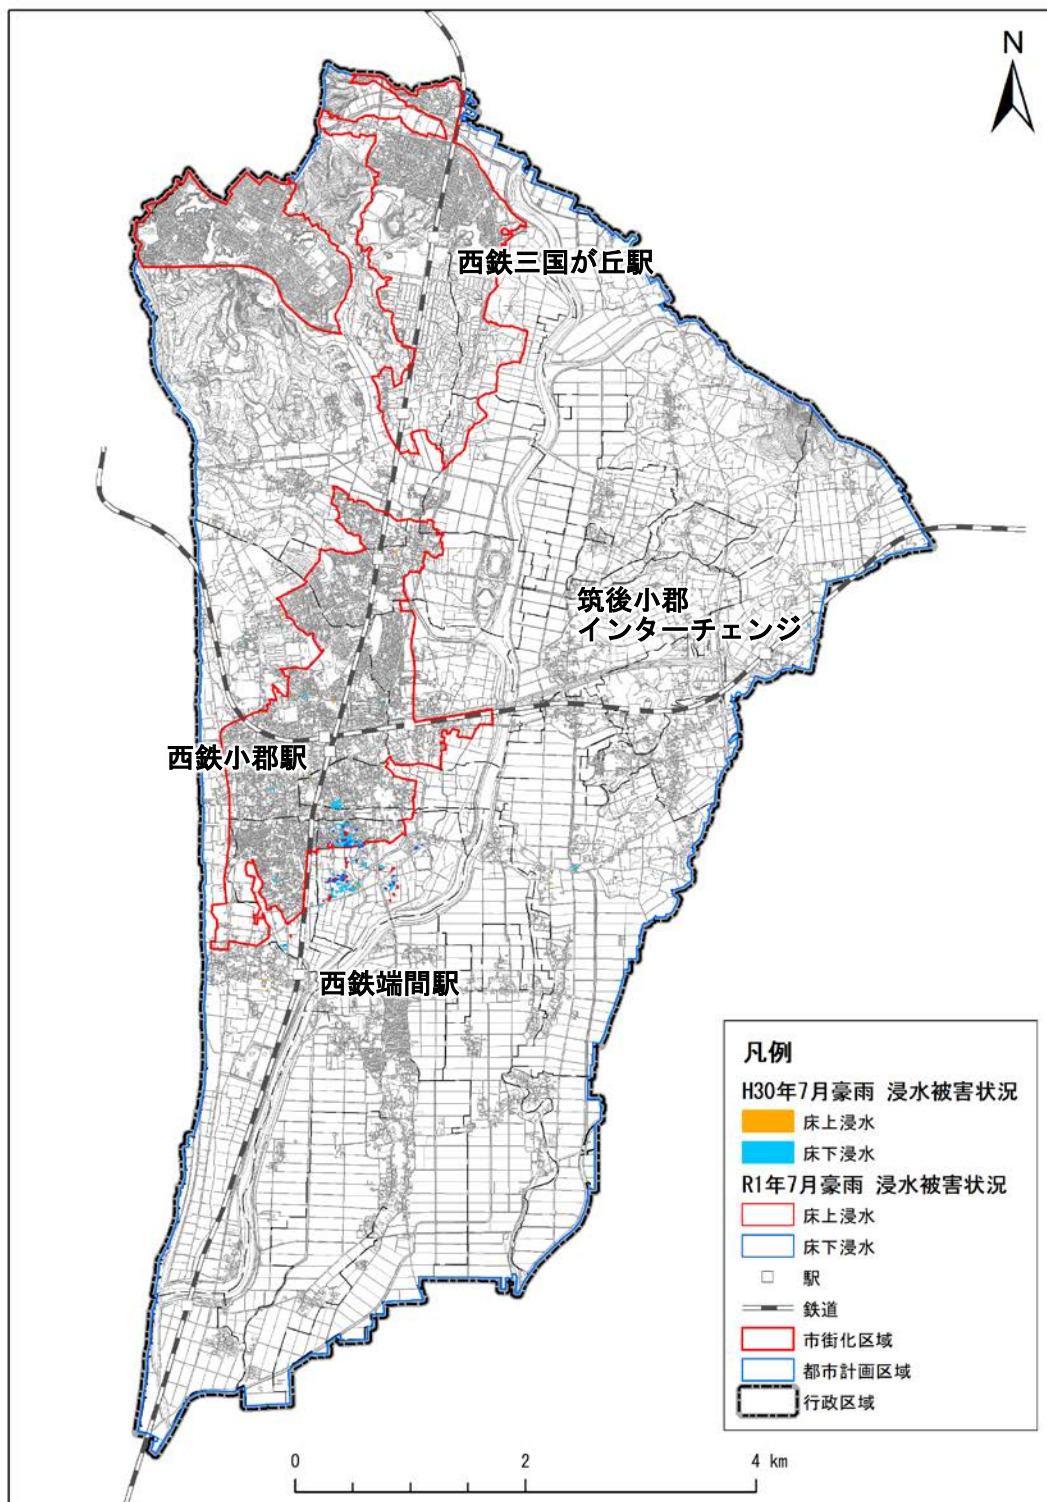 N
西鉄三国が丘駅
筑後小郡
インターチェンジ
西鉄小郡駅
西鉄端間駅
凡例
H30年7月豪雨 浸水被害状況
床上浸水
床下浸水
R1年7月豪雨 浸水被害状況
床上浸水
床下浸水
駅
鉄道
市街化区域
都市計画区域
行政区域
0 2 4 km